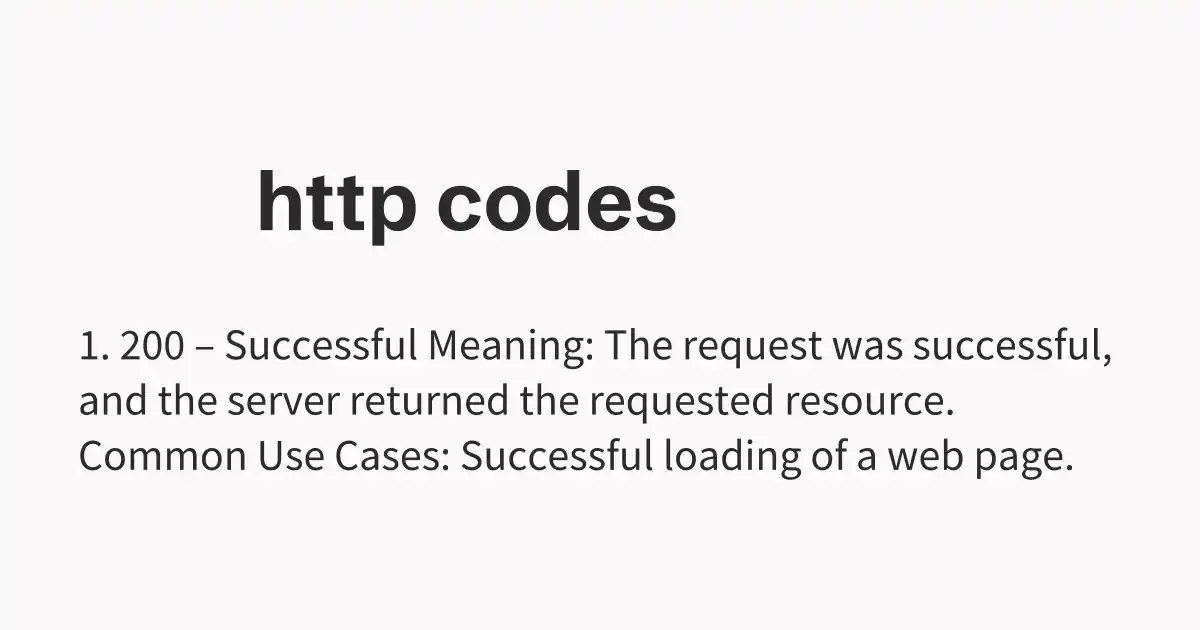 http codes
1. 200 – Successful Meaning: The request was successful,
and the server returned the requested resource.
Common Use Cases: Successful loading of a web page.